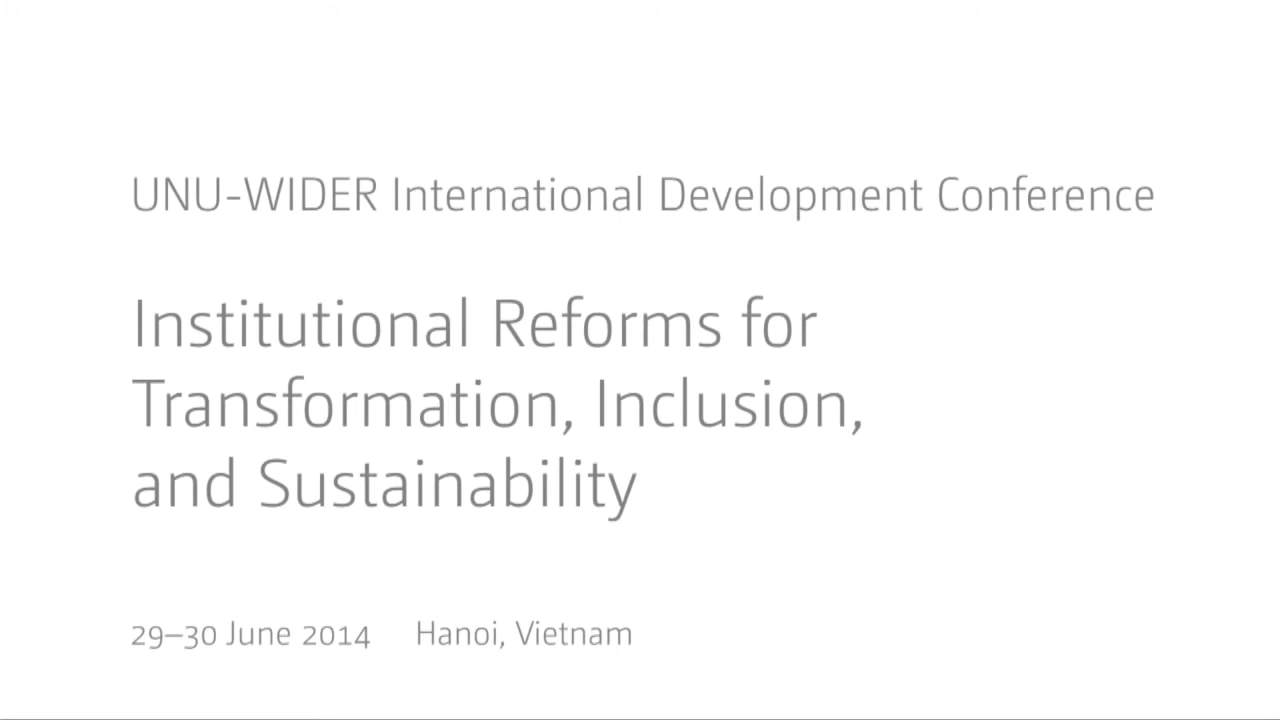 UNU-WIDER International Development Conference
Institutional Reforms for
Transformation, Inclusion,
and Sustainability
29–30 June 2014 Hanoi, Vietnam